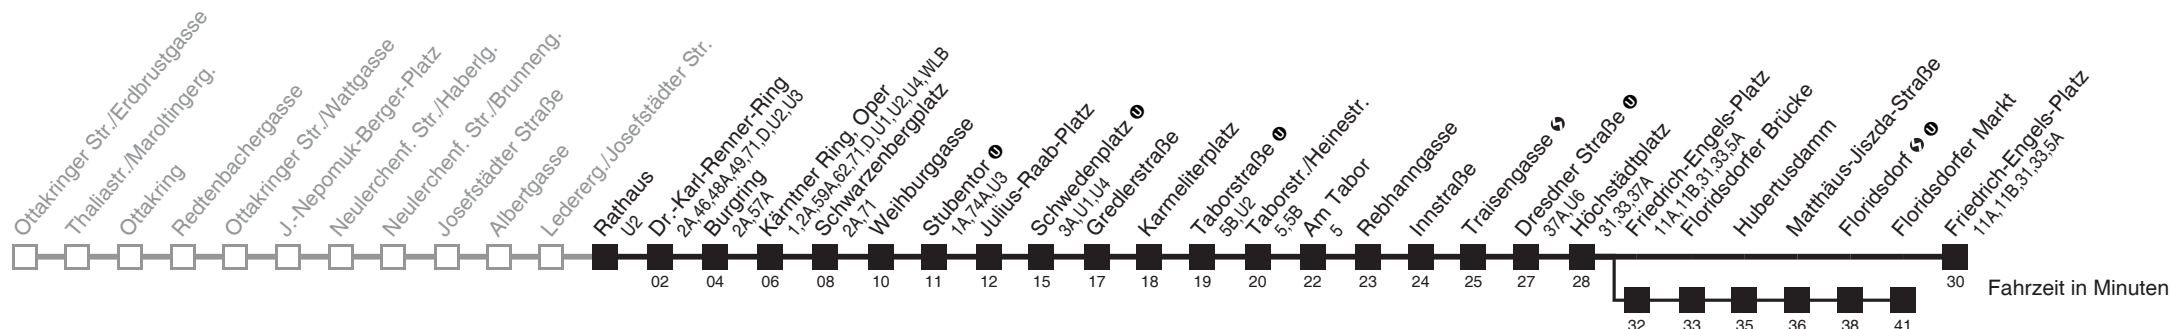 Ottakringer Str./Erdbrustgasse
Thaliastr./Maroltingerg.
Ottakring
Redtenbachergasse
Ottakringer Str./Wattgasse
J.-Nepomuk-Berger-Platz
Neulerchenf. Str./Haberlg.
Neulerchenf. Str./Brunneng.
Josefstädter Straße
Albertgasse
Ledererg./Josefstädter Str.
Rathaus
U2
Dr.-Karl-Renner-Ring
2A,46,48A,49,71,D,U2,U3
Burgring
2A,57A
Kärntner Ring, Oper
1,2A,59A,62,71,D,U1,U2,U4,WLB
Schwarzenbergplatz
2A,71
Weihburggasse
Stubentor U
1A,74A,U3
Julius-Raab-Platz
Schwedenplatz U
3A,U1,U4
Gredlerstraße
Karmeliterplatz
Taborstraße U
5B,U2
Taborstr./Heinestr.
5,5B
Am Tabor
5
Rebhanngasse
Innstraße
Traisengasse S
Dresdner Straße U
37A,U6
Höchstädtplatz
31,33,37A
Friedrich-Engels-Platz
11A,11B,31,33,5A
Floridsdorfer Brücke
Hubertusdamm
Matthäus-Jiszda-Straße
Floridsdorf S U
Floridsdorfer Markt
Friedrich-Engels-Platz
11A,11B,31,33,5A
02 04 06 08 10 11 12 15 17 18 19 20 22 23 24 25 27 28 30
Fahrzeit in Minuten
32 33 35 36 38 41